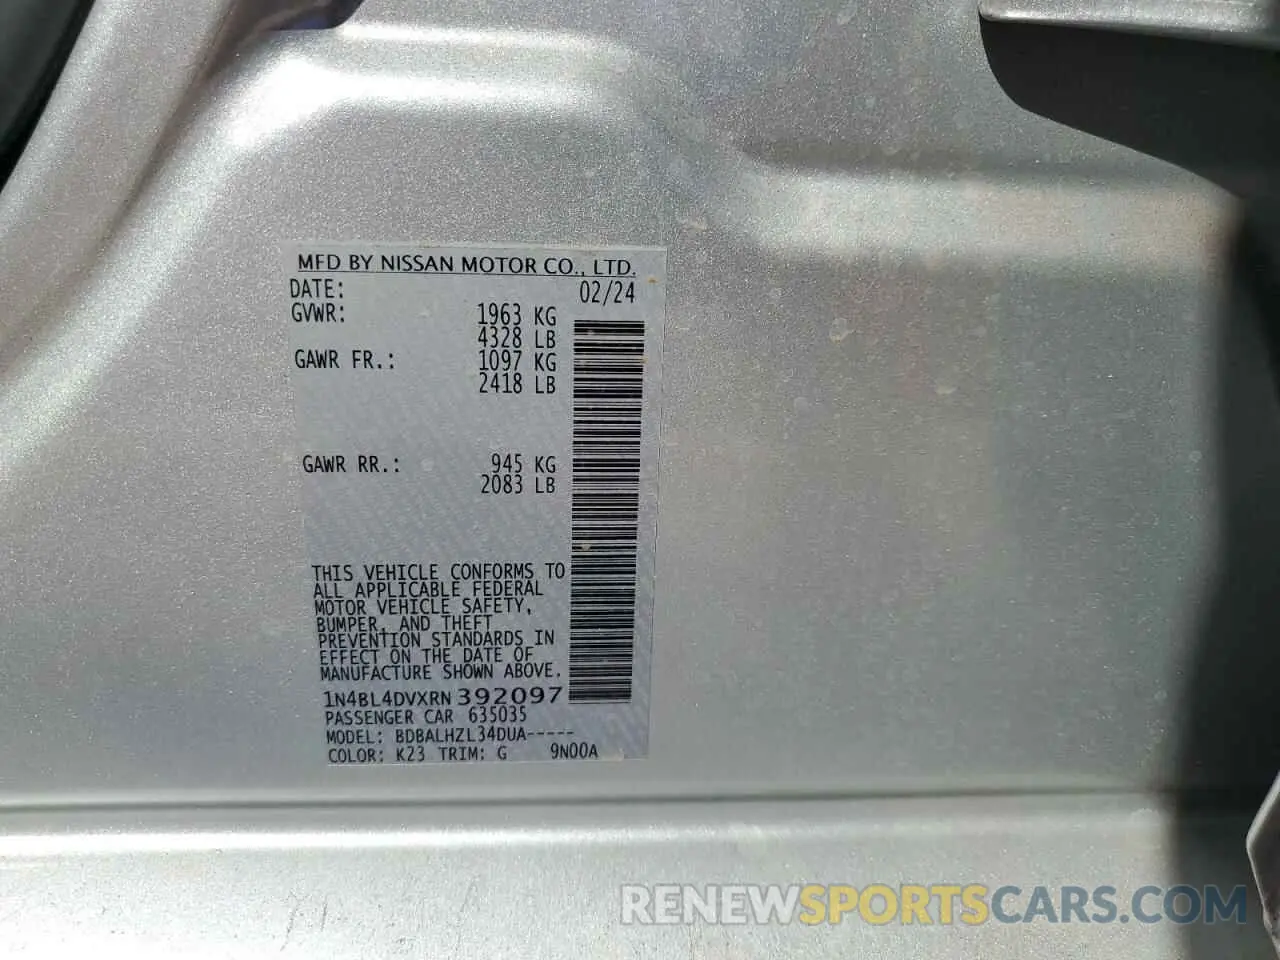 MFD BY NISSAN MOTOR CO., LTD.
DATE: 02/24
GVWR: 1963 KG
4328 LB
GAWR FR.: 1097 KG
2418 LB
GAWR RR.: 945 KG
2083 LB
THIS VEHICLE CONFORMS TO
ALL APPLICABLE FEDERAL
MOTOR VEHICLE SAFETY,
BUMPER, AND THEFT
PREVENTION STANDARDS IN
EFFECT ON THE DATE OF
MANUFACTURE SHOWN ABOVE.
1N4BL4DVXRN392097
PASSENGER CAR 635035
MODEL: BDBALHZL34DUA-----
COLOR: K23 TRIM: G 9N00A
RENEWSPORTSCARS.COM